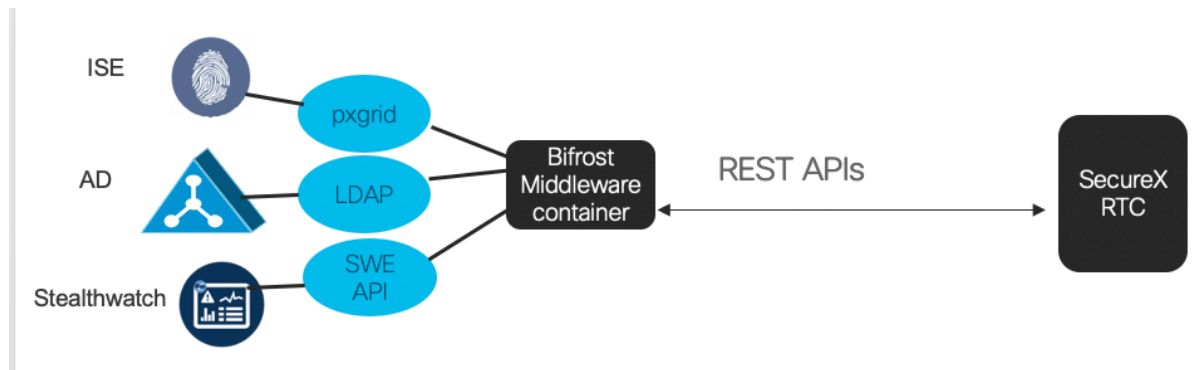 ISE
pxgrid
AD
LDAP
Stealthwatch
SWE
API
Bifrost
Middleware
container
REST APIs
SecureX
RTC